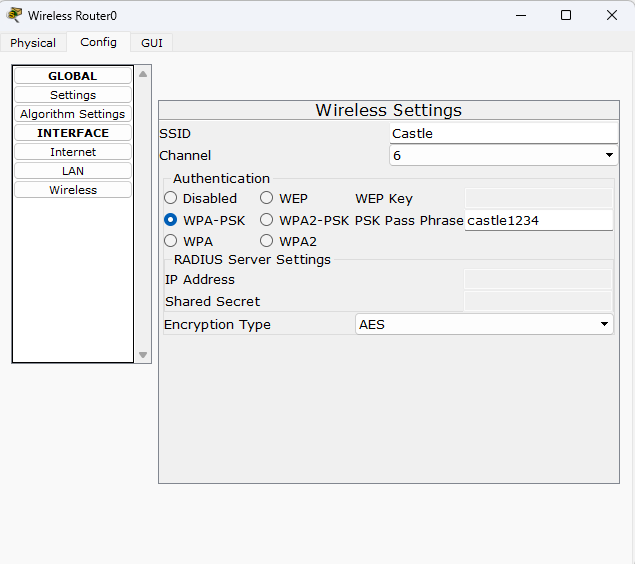 Wireless Router0
Physical Config GUI
GLOBAL
Settings
Algorithm Settings
INTERFACE
Internet
LAN
Wireless
Wireless Settings
SSID Castle
Channel 6
Authentication
Disabled WEP WEP Key
WPA-PSK WPA2-PSK PSK Pass Phrase castle1234
WPA WPA2
RADIUS Server Settings
IP Address
Shared Secret
Encryption Type AES